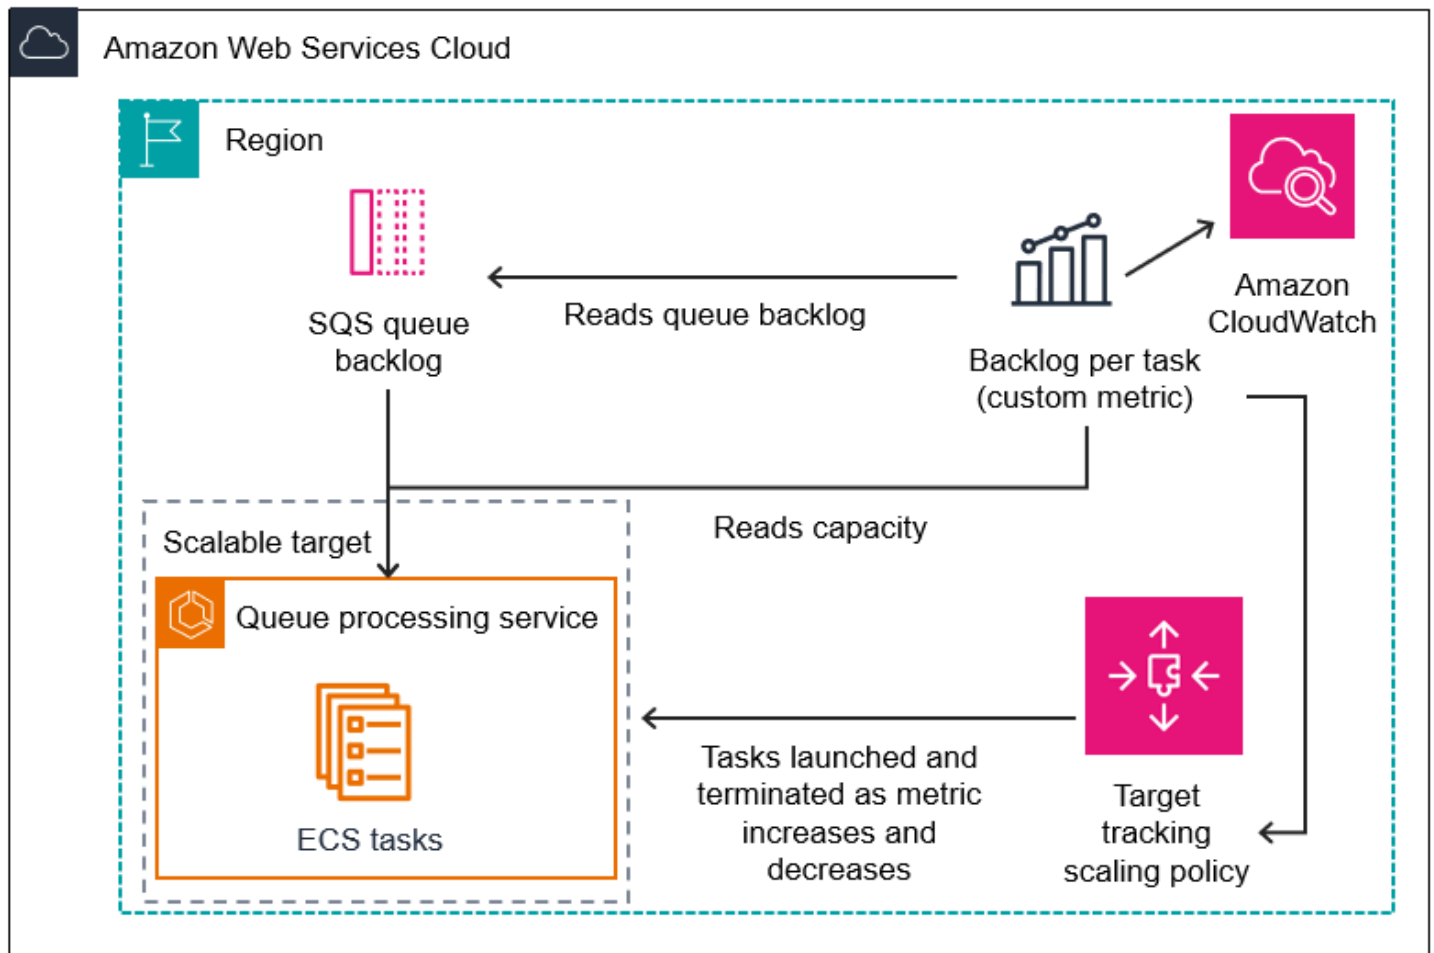 Amazon Web Services Cloud
Region
SQS queue
backlog
Reads queue backlog
Backlog per task
(custom metric)
Amazon
CloudWatch
Reads capacity
Scalable target
Queue processing service
ECS tasks
Tasks launched and
terminated as metric
increases and
decreases
Target
tracking
scaling policy